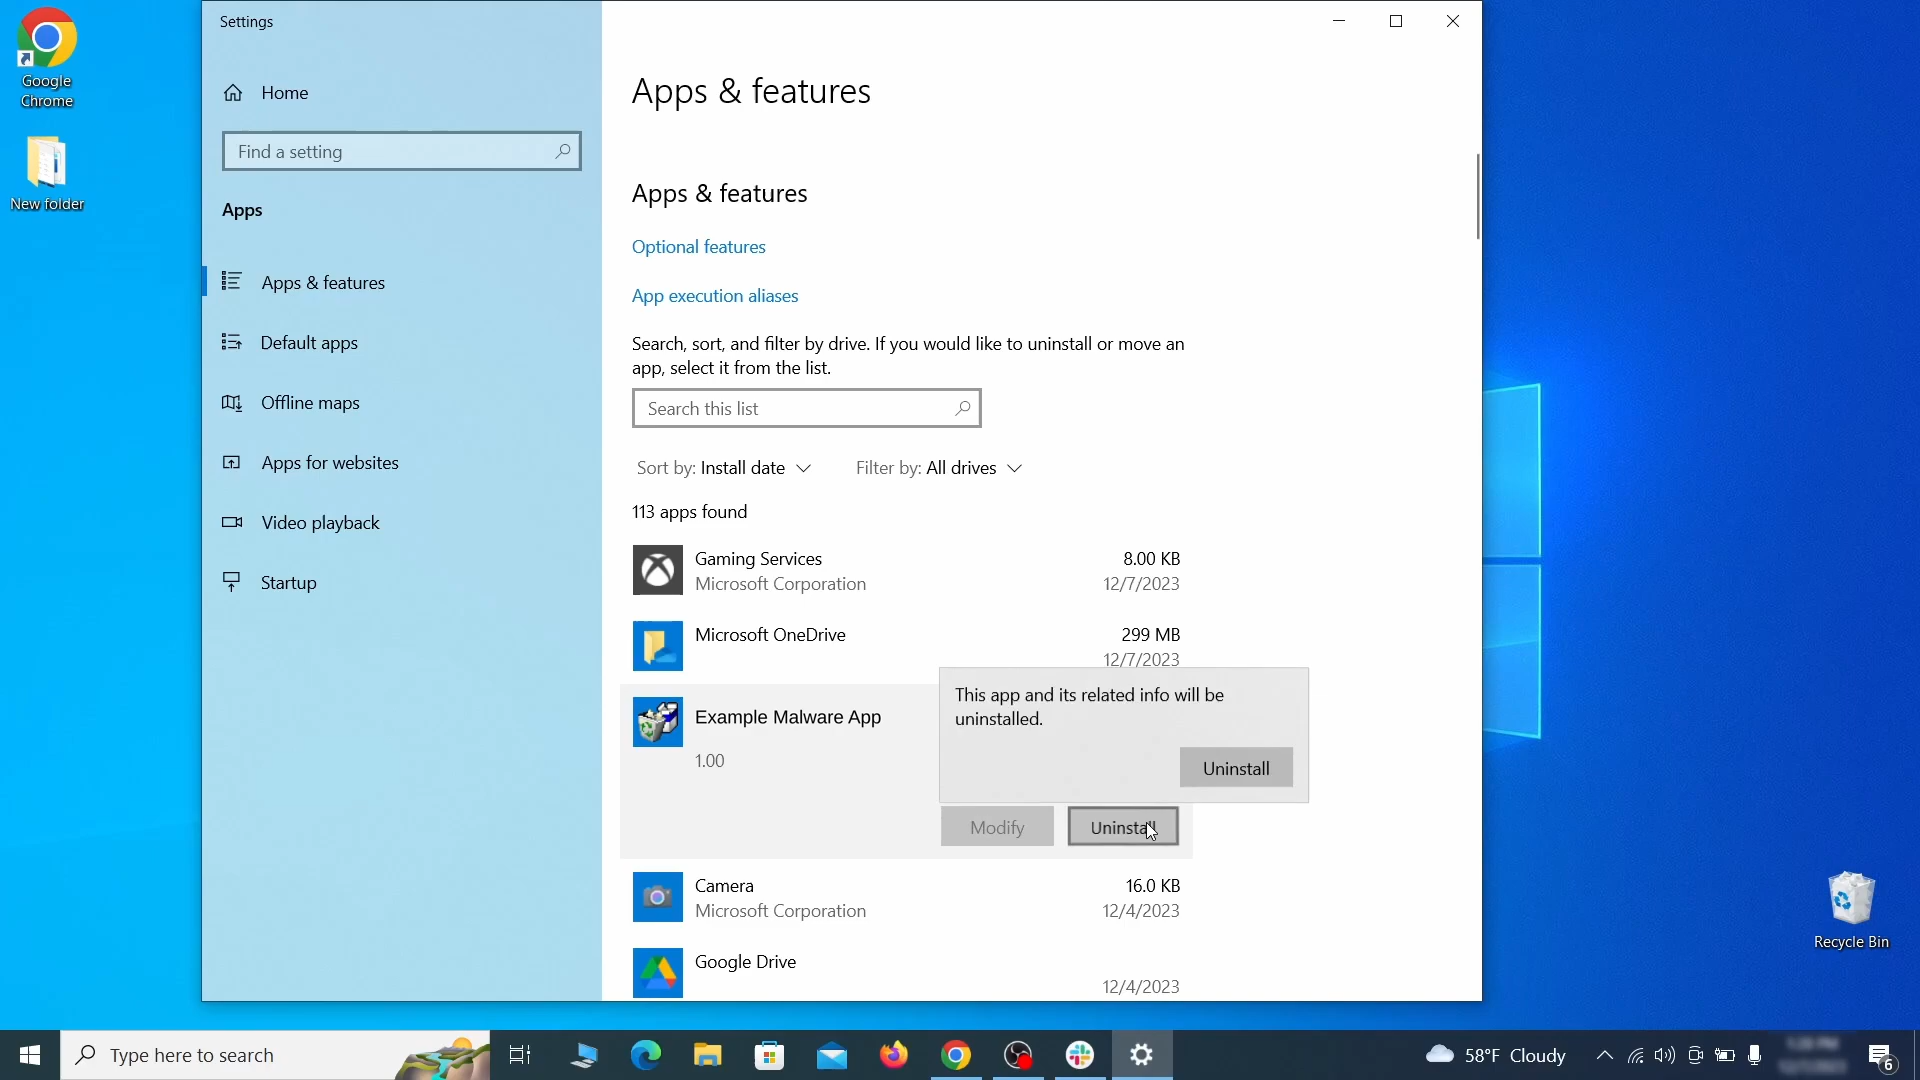 Google
Chrome
New folder
Settings
Home
Find a setting
Apps
Apps & features
Default apps
Offline maps
Apps for websites
Video playback
Startup
Apps & features
Apps & features
Optional features
App execution aliases
Search, sort, and filter by drive. If you would like to uninstall or move an
app, select it from the list.
Search this list
Sort by: Install date
Filter by: All drives
113 apps found
Gaming Services
8.00 KB
Microsoft Corporation
12/7/2023
Microsoft OneDrive
299 MB
12/7/2023
Example Malware App
1.00
This app and its related info will be
uninstalled.
Uninstall
Modify
Uninstall
Camera
16.0 KB
Microsoft Corporation
12/4/2023
Google Drive
12/4/2023
Recycle Bin
Type here to search
58°F Cloudy
6